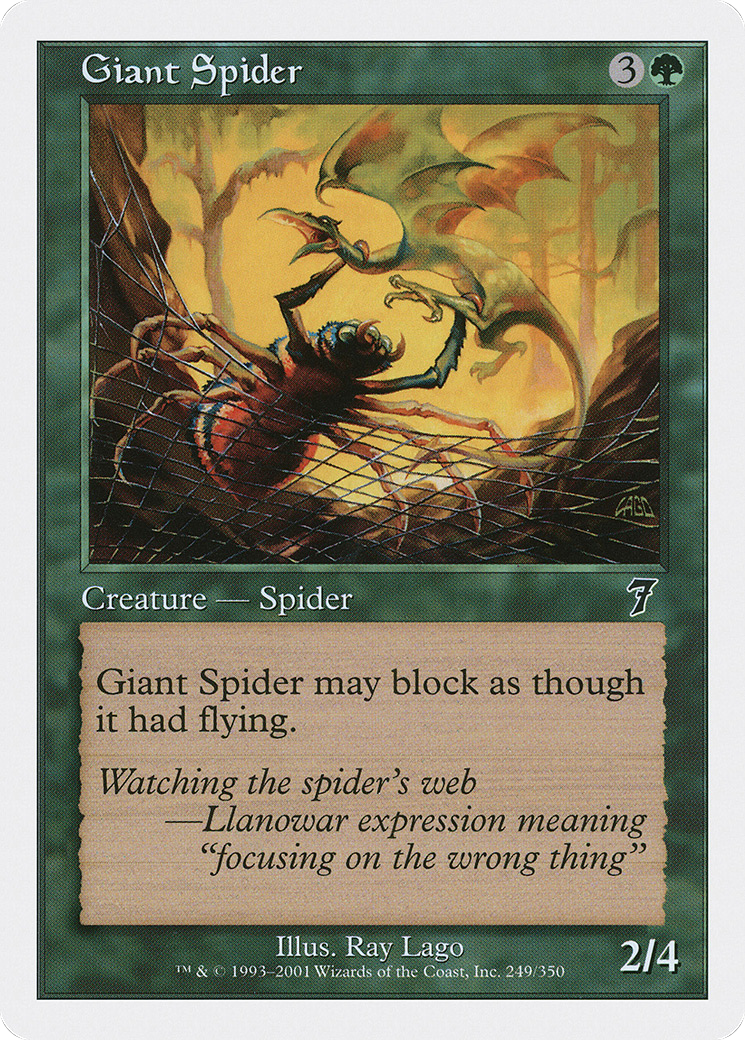 Giant Spider 3
LAGO
Creature — Spider 7
Giant Spider may block as though
it had flying.
Watching the spider's web
—Llanowar expression meaning
“focusing on the wrong thing”
Illus. Ray Lago
™ & © 1993–2001 Wizards of the Coast, Inc. 249/350
2/4